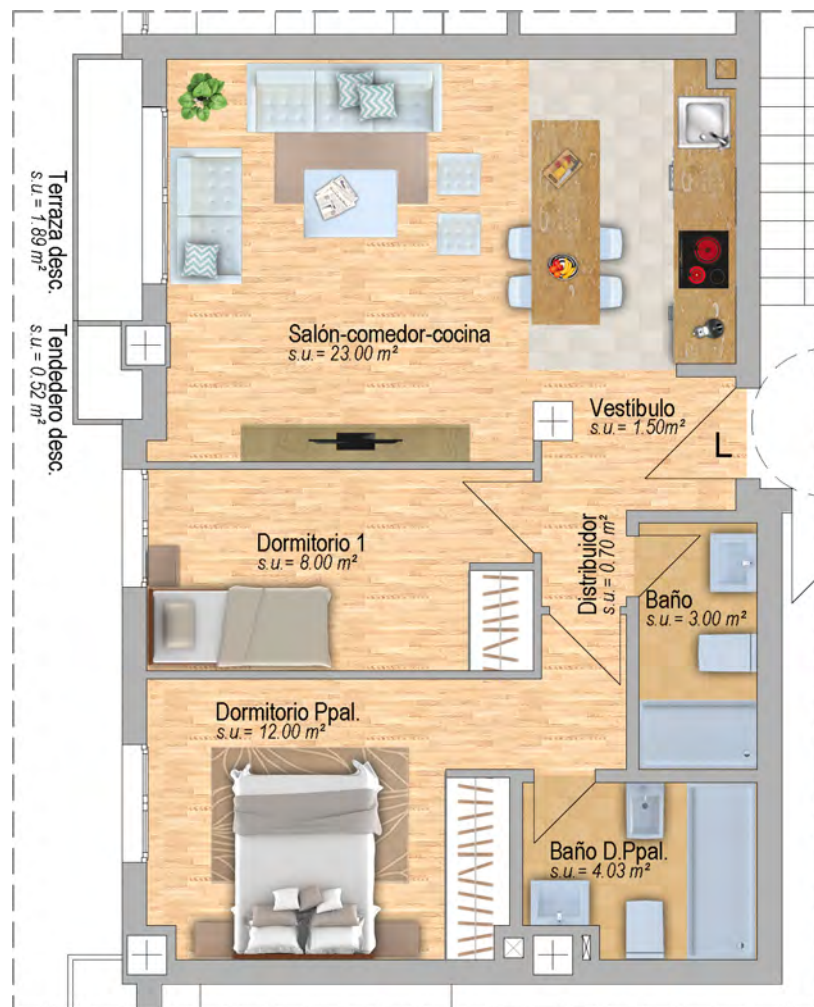 Terraza desc.
s.u.= 1.89 m²
Tendedero desc.
s.u.= 0.52 m²
Salón-comedor-cocina
s.u.= 23.00 m²
Vestíbulo
s.u.= 1.50m²
L
Dormitorio 1
s.u.= 8.00 m²
Distribuidor
s.u.= 0.70 m²
Baño
s.u.= 3.00 m²
Dormitorio Ppal.
s.u.= 12.00 m²
Baño D.Ppal.
s.u.= 4.03 m²